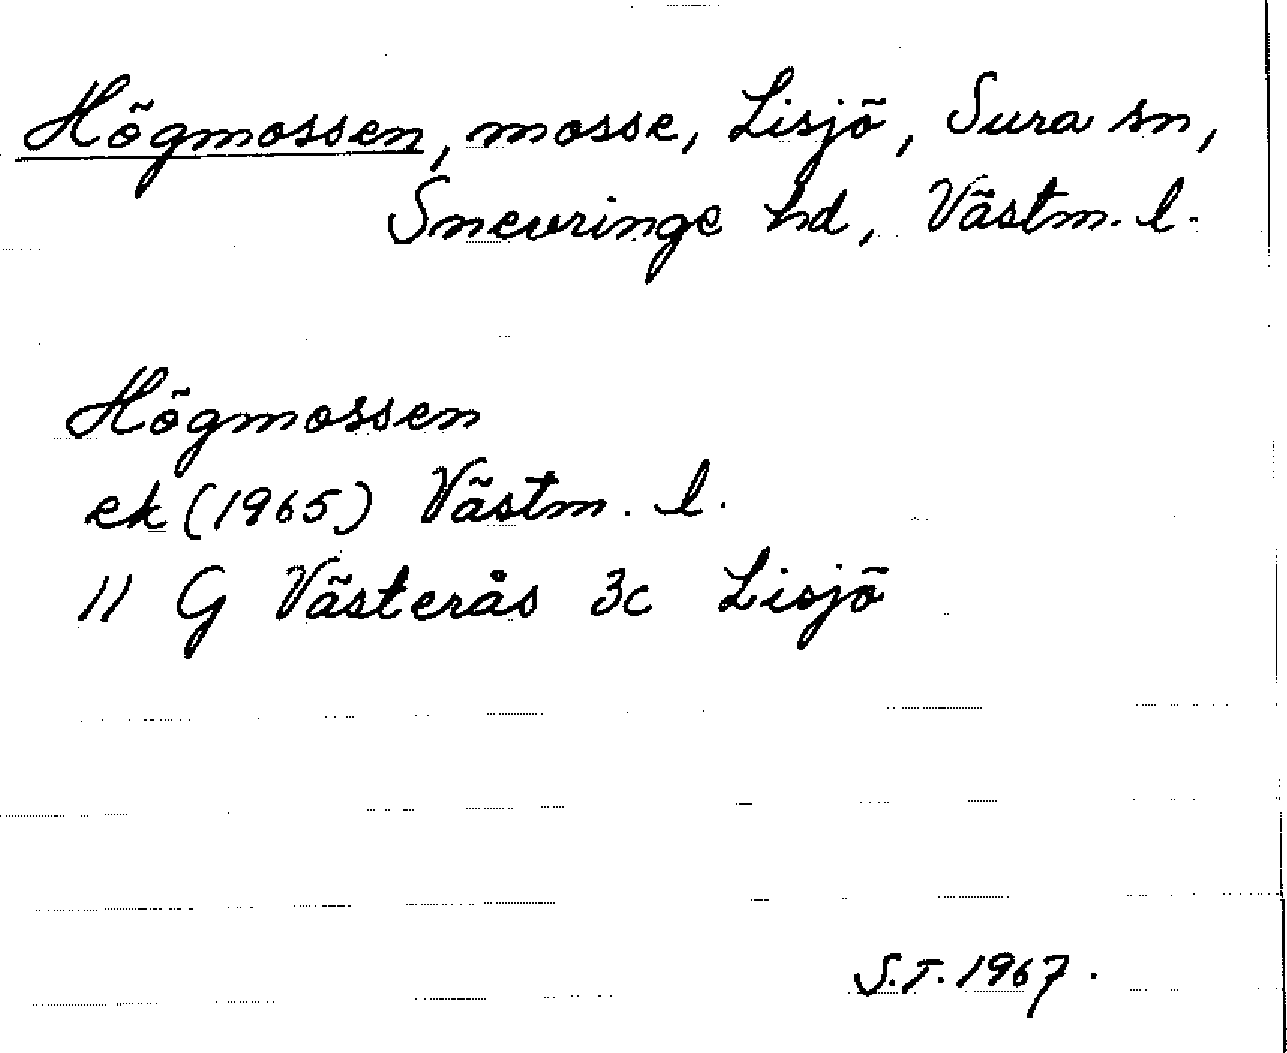 Högmossen, mosse, Lisjö, Sura sn,
Snevringe hd, Västm. l.
Högmossen
ek (1965) Västm. l.
11 G Västerås 3c Lisjö
S.T. 1967.